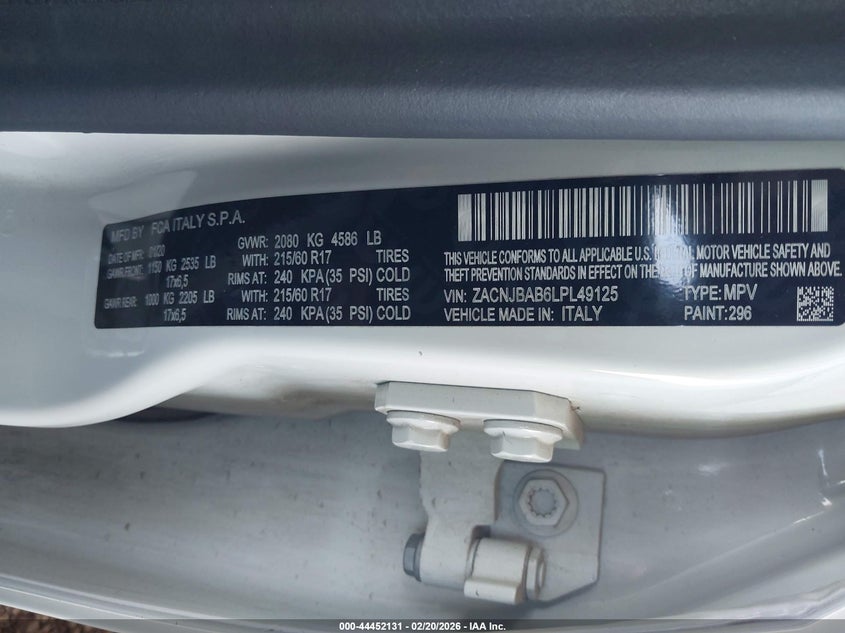 MFD BY FCA ITALY S.P.A.
DATE OF MFD: 01/20 GVWR: 2080 KG 4586 LB
GAWR FRONT: 1150 KG 2535 LB WITH: 215/60 R17 TIRES
17x6,5 RIMS AT: 240 KPA (35 PSI) COLD
GAWR REAR: 1000 KG 2205 LB WITH: 215/60 R17 TIRES
17x6,5 RIMS AT: 240 KPA (35 PSI) COLD
THIS VEHICLE CONFORMS TO ALL APPLICABLE U.S. MOTOR VEHICLE SAFETY AND
THEFT PREVENTION STANDARDS IN EFFECT ON THE DATE OF MANUFACTURE SHOWN ABOVE.
VIN: ZACNJBAB6LPL49125 TYPE: MPV
VEHICLE MADE IN: ITALY PAINT: 296
000-44452131 - 02/20/2026 - IAA Inc.